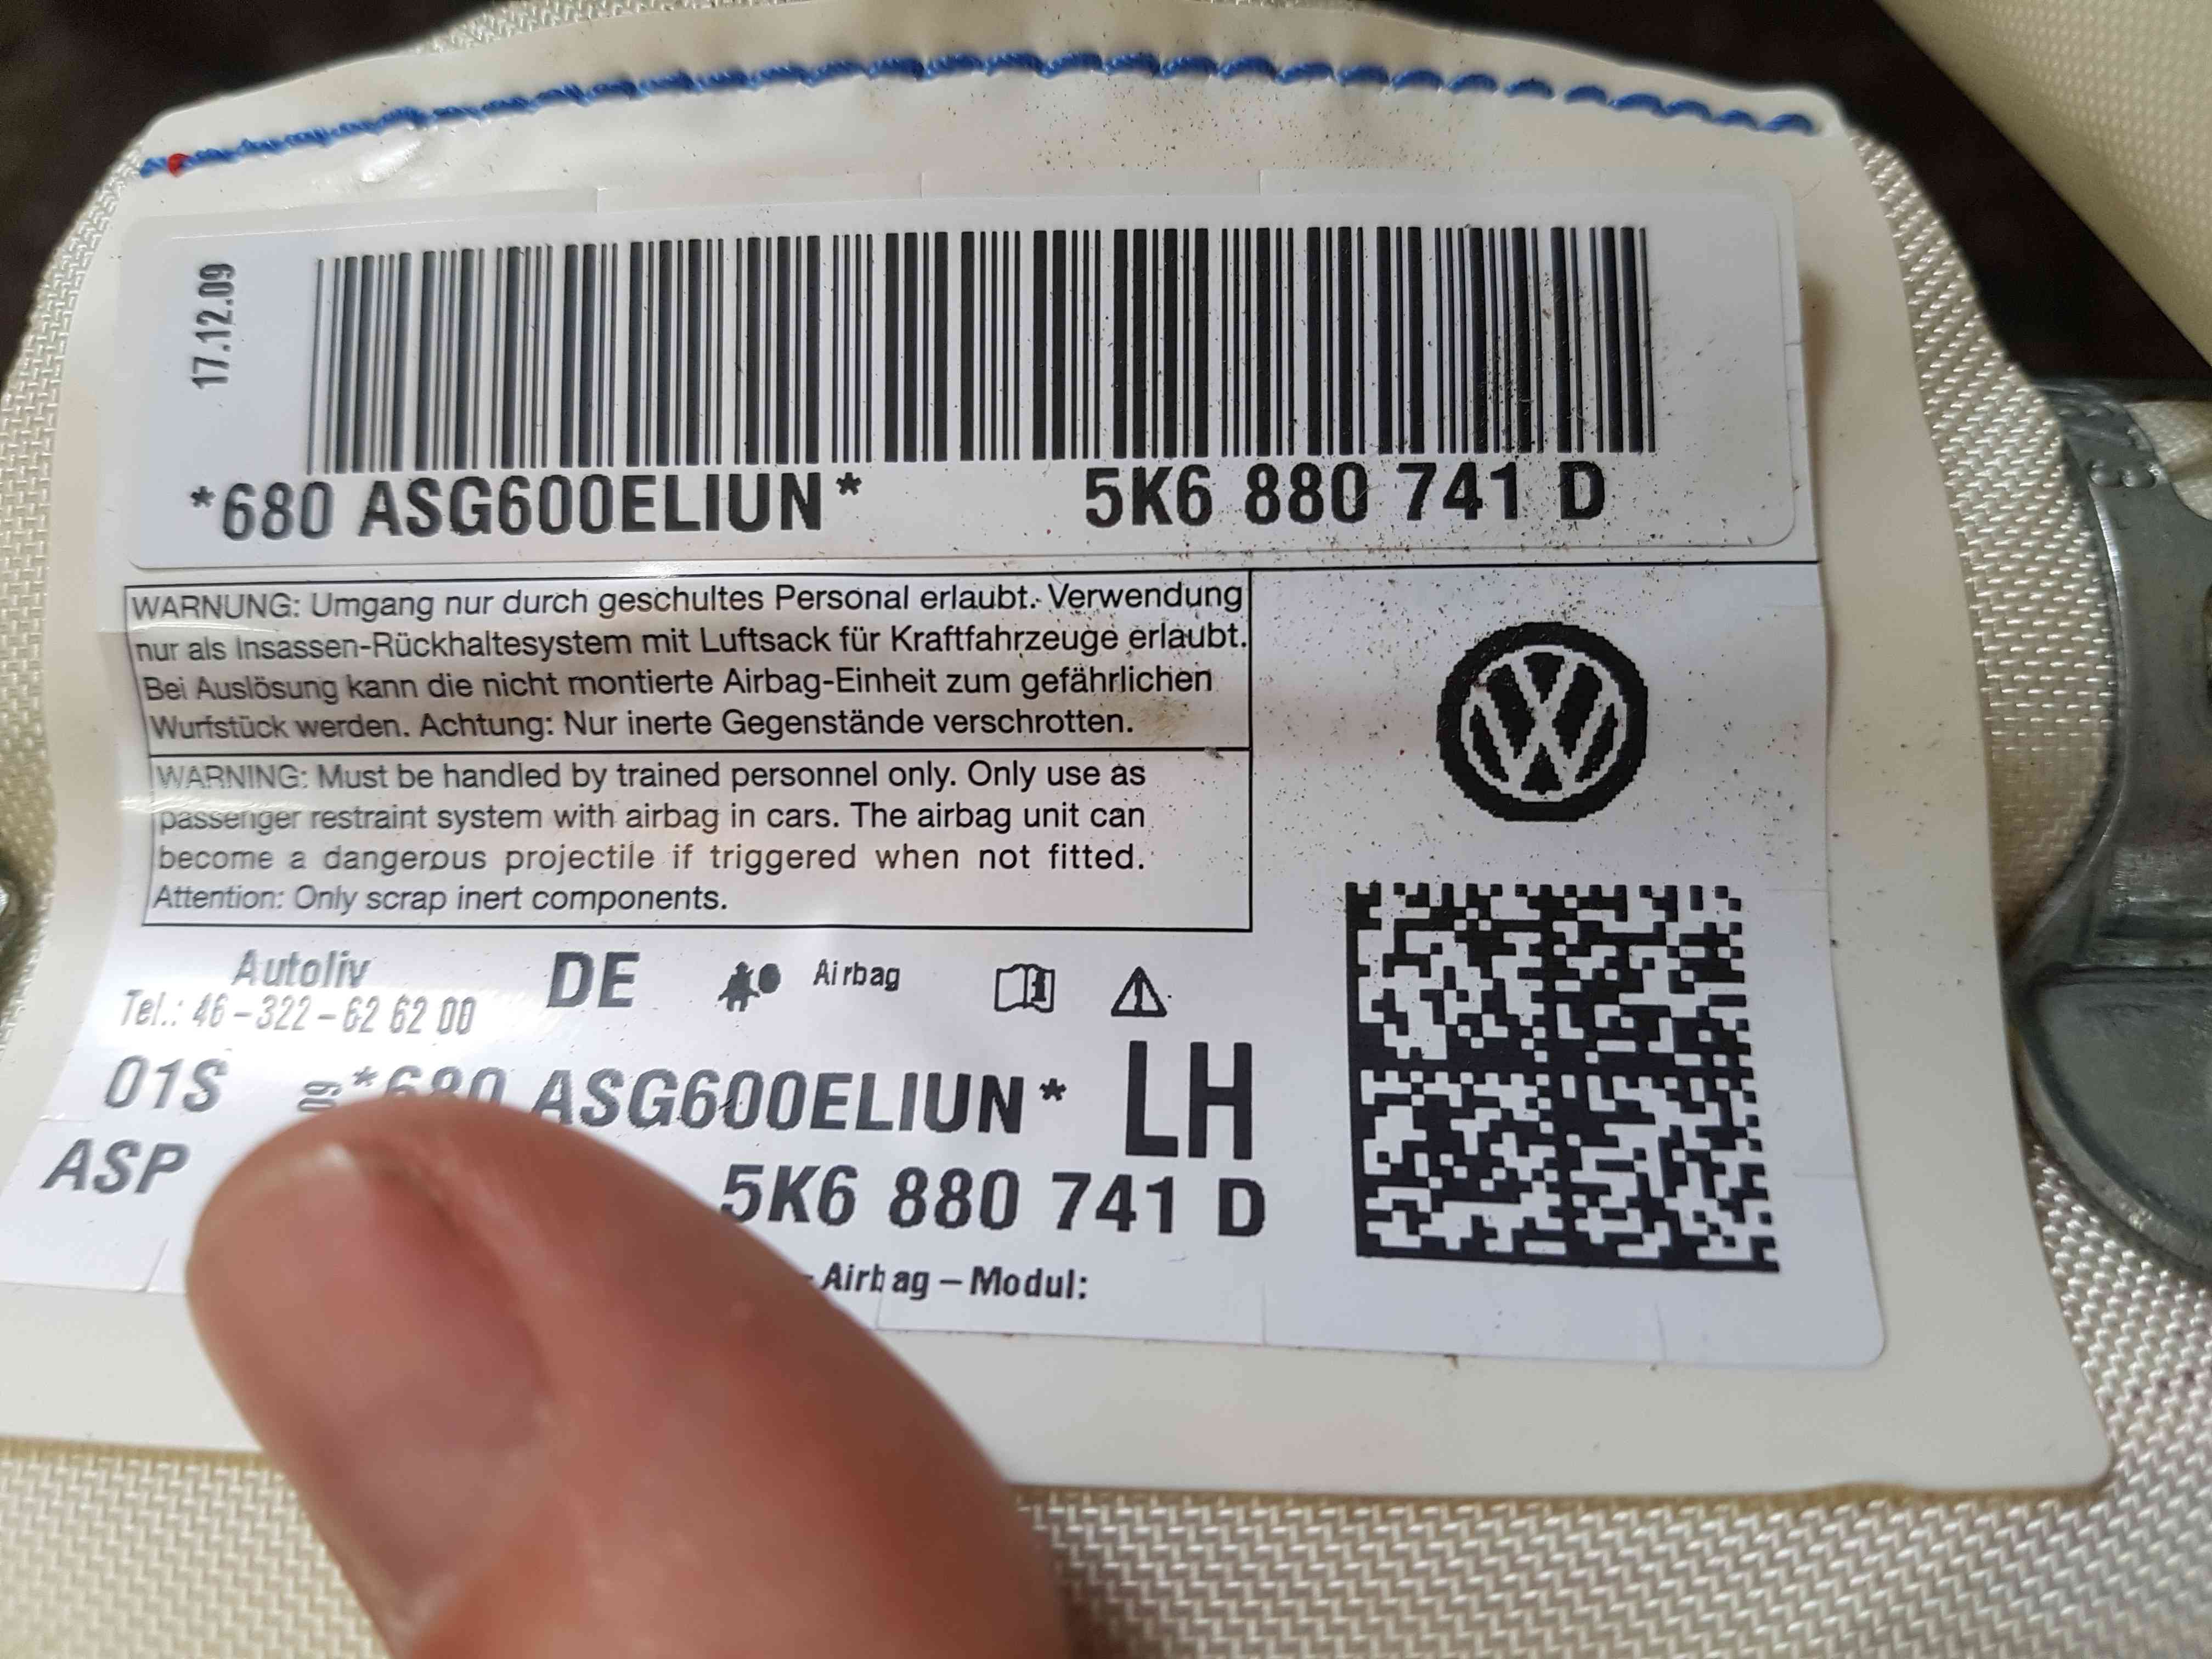 17.12.09
*680 ASG600ELIUN* 5K6 880 741 D
WARNUNG: Umgang nur durch geschultes Personal erlaubt. Verwendung
nur als Insassen-Rückhaltesystem mit Luftsack für Kraftfahrzeuge erlaubt.
Bei Auslösung kann die nicht montierte Airbag-Einheit zum gefährlichen
Wurfstück werden. Achtung: Nur inerte Gegenstände verschrotten.
WARNING: Must be handled by trained personnel only. Only use as
passenger restraint system with airbag in cars. The airbag unit can
become a dangerous projectile if triggered when not fitted.
Attention: Only scrap inert components.
Autoliv DE Airbag
Tel.: 46-322-62 62 00
01S *680 ASG600ELIUN* LH
ASP 5K6 880 741 D
Airbag - Modul: